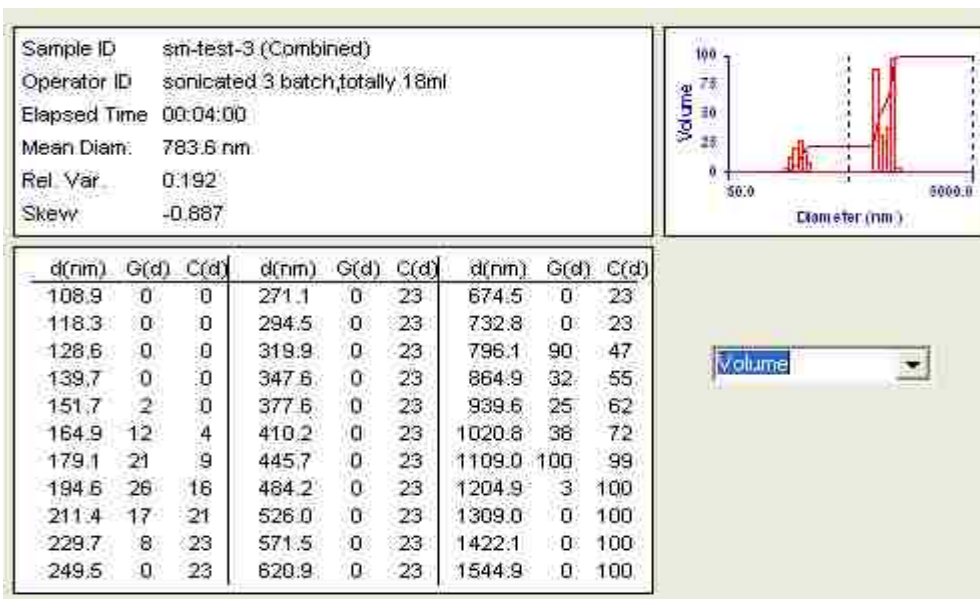 Sample ID sm-test-3 (Combined)
Operator ID sonicated 3 batch,totally 18ml
Elapsed Time 00:04:00
Mean Diam. 783.6 nm
Rel. Var. 0.192
Skew -0.887
100
75
50
25
0
Volume
50.0 5000.0
Diameter (nm)
d(nm) G(d) C(d) d(nm) G(d) C(d) d(nm) G(d) C(d)
108.9 0 0 271.1 0 23 674.5 0 23
118.3 0 0 294.5 0 23 732.8 0 23
128.6 0 0 319.9 0 23 796.1 90 47
139.7 0 0 347.6 0 23 864.9 32 55
151.7 2 0 377.6 0 23 939.6 25 62
164.9 12 4 410.2 0 23 1020.8 38 72
179.1 21 9 445.7 0 23 1109.0 100 99
194.6 26 16 484.2 0 23 1204.9 3 100
211.4 17 21 526.0 0 23 1309.0 0 100
229.7 8 23 571.5 0 23 1422.1 0 100
249.5 0 23 620.9 0 23 1544.9 0 100
Volume